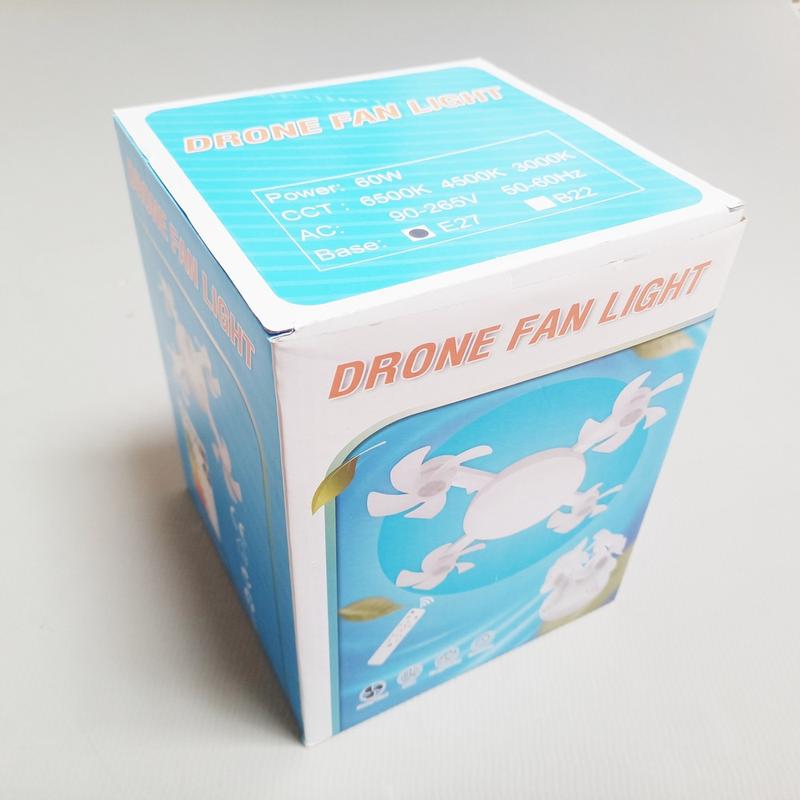 DRONE FAN LIGHT
Power: 60W
CCT : 6500K 4500K 3000K
AC: 90-265V 50-60Hz
Base: E27 B22
DRONE FAN LIGHT
DRONE FAN LIGHT